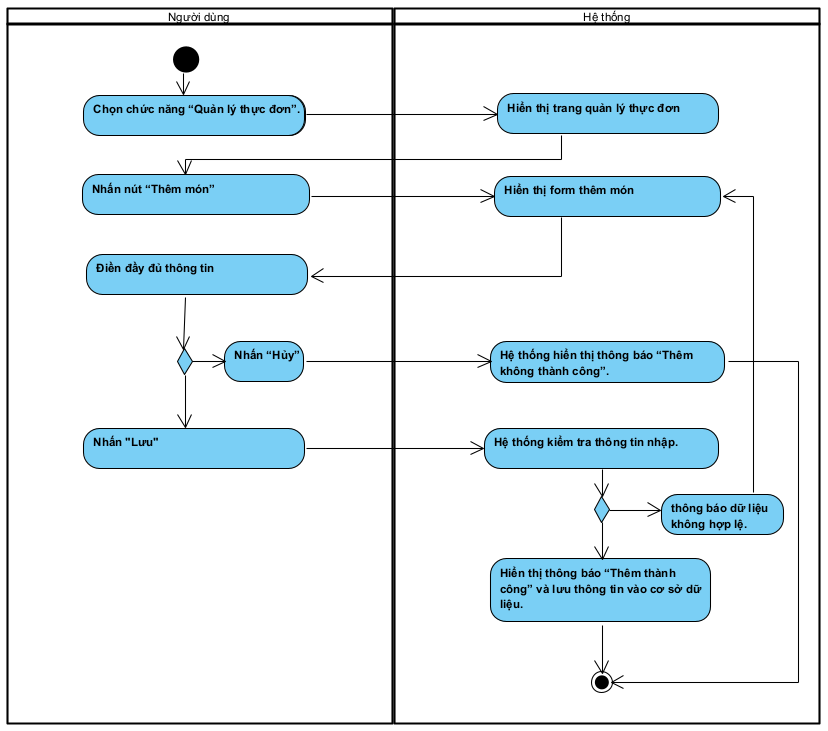 Người dùng
Hệ thống
Chọn chức năng “Quản lý thực đơn”.
Hiển thị trang quản lý thực đơn
Nhấn nút “Thêm món”
Hiển thị form thêm món
Điền đầy đủ thông tin
Nhấn “Hủy”
Hệ thống hiển thị thông báo “Thêm
không thành công”.
Nhấn "Lưu"
Hệ thống kiểm tra thông tin nhập.
thông báo dữ liệu
không hợp lệ.
Hiển thị thông báo “Thêm thành
công” và lưu thông tin vào cơ sở dữ
liệu.